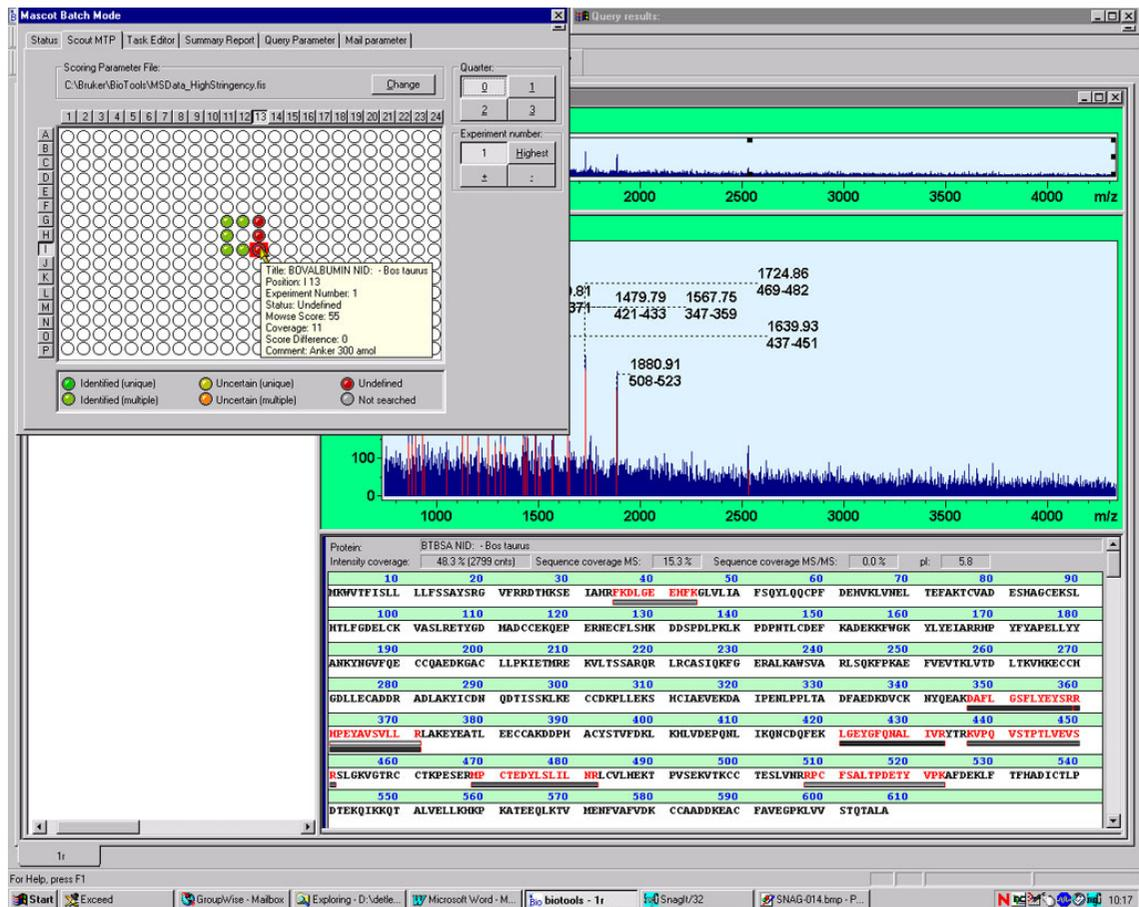 Mascot Batch Mode
Query results:
Status Scout MTP Task Editor Summary Report Query Parameter Mail parameter
Scoring Parameter File:
C:\Bruker\BioTools\MSData_HighStringency.fis Change
Quarter:
0 1
2 3
1 2 3 4 5 6 7 8 9 10 11 12 13 14 15 16 17 18 19 20 21 22 23 24
Experiment number:
1 Highest
+ -
A
B
C
D
E
F
G
H
I
J
K
L
M
N
O
P
Title: BOVALBUMIN NID: - Bos taurus
Position: I 13
Experiment Number: 1
Status: Undefined
Mowse Score: 55
Coverage: 11
Score Difference: 0
Comment: Anker 300 amol
Identified (unique) Uncertain (unique) Undefined
Identified (multiple) Uncertain (multiple) Not searched
2000 2500 3000 3500 4000 m/z
1724.86
469-482
1479.79 1567.75
421-433 347-359
1639.93
437-451
1880.91
508-523
100
0
1000 1500 2000 2500 3000 3500 4000 m/z
Protein: BTBSA NID: - Bos taurus
Intensity coverage: 48.3 % (2799 cnts) Sequence coverage MS: 15.3 % Sequence coverage MS/MS: 0.0 % pI: 5.8
10 20 30 40 50 60 70 80 90
MKWVTFISLL LLFSSAYSRG VFRRDTHKSE IAHRFKDLGE EHFKGLVLIA FSQYLQQCPF DEHVKLVNEL TEFAKTCVAD ESHAGCEKSL
100 110 120 130 140 150 160 170 180
HTLFGDELCK VASLRETYGD MADCCEKQEP ERNECFLSHK DDSPDLPKLK PDPNTLCDEF KADEKKFWGK YLYEIARRHP YFYAPELLYY
190 200 210 220 230 240 250 260 270
ANKYNGVFQE CCQAEDKGAC LLPKIETMRE KVLTSSARQR LRCASIQKFG ERALKAWSVA RLSQKFPKAE FVEVTKLVTD LTKVHKECCH
280 290 300 310 320 330 340 350 360
GDLLECADDR ADLAKYICDN QDTISSKLKE CCDKPLLEKS HCIAEVEKDA IPENLPPLTA DFAEDKDVCK NYQEAKDAFL GSFLYEYSRR
370 380 390 400 410 420 430 440 450
HPEYAVSVLL RLAKEYEATL EECCAKDDPH ACYSTVFDKL KHLVDEPQNL IKQNCDQFEK LGEYGFQNAL IVRYTRKVPQ VSTPTLVEVS
460 470 480 490 500 510 520 530 540
RSLGKVGTRC CTKPESERMP CTEDYLSLIL NRLCVLHEKT PVSEKVTKCC TESLVNRRPC FSALTPDETY VPKAFDEKLF TFHADICTLP
550 560 570 580 590 600 610
DTEKQIKKQT ALVELLKHKP KATEEQLKTV MENFVAFVDK CCAADDKEAC FAVEGPKLVV STQTALA
1r
For Help, press F1
Start Exceed GroupWise - Mailbox Exploring - D:\detle... Microsoft Word - M... biotools - 1r SnagIt/32 SNAG-014.bmp - P... 10:17